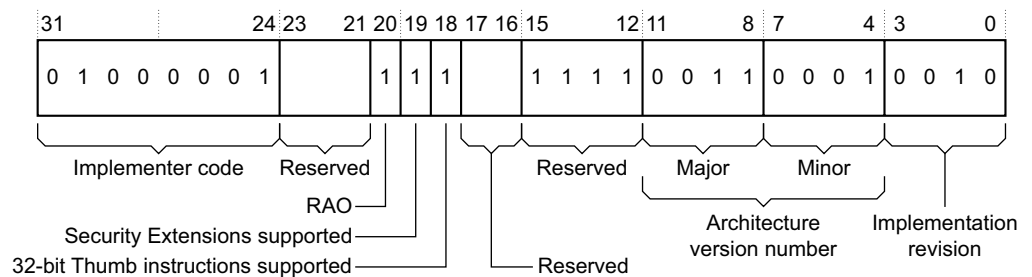 31 24 23 21 20 19 18 17 16 15 12 11 8 7 4 3 0
0 1 0 0 0 0 0 1 1 1 1 1 1 1 1 0 0 1 1 0 0 0 1 0 0 1 0
Implementer code Reserved Reserved Major Minor
RAO
Architecture version number
Implementation revision
Security Extensions supported
32-bit Thumb instructions supported Reserved